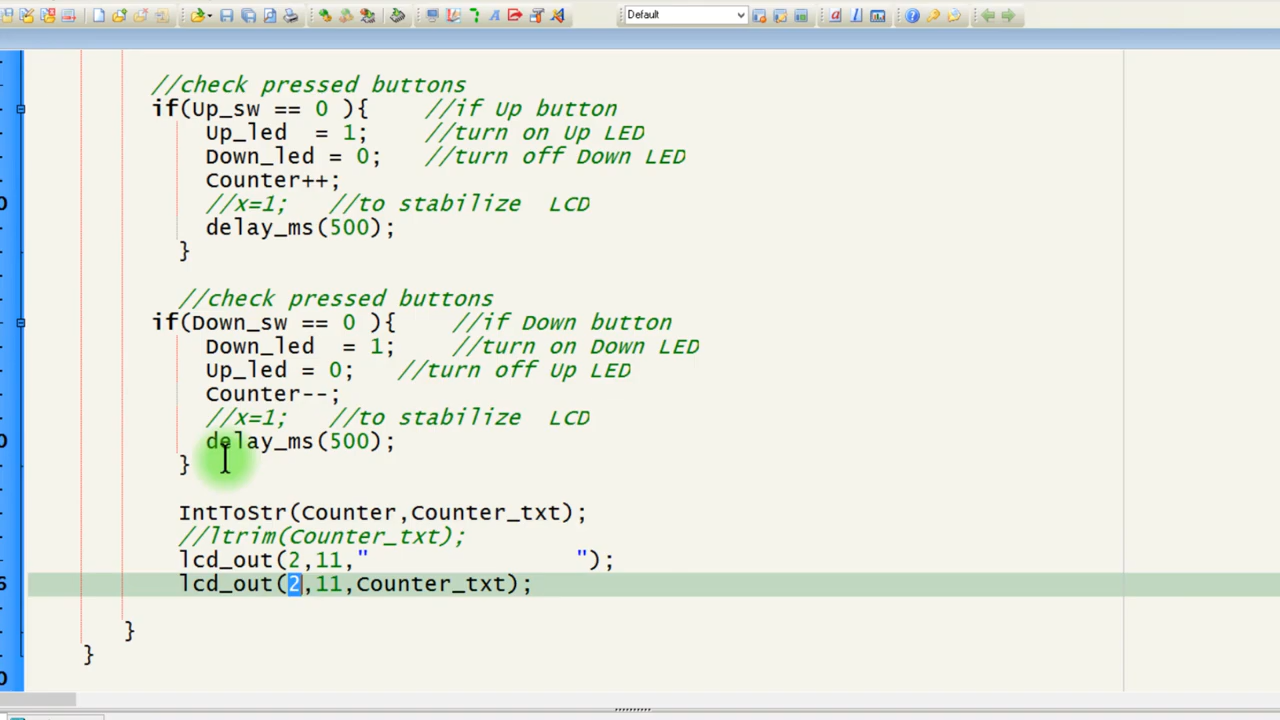 Default
//check pressed buttons
if(Up_sw == 0 ){    //if Up button
Up_led  = 1;    //turn on Up LED
Down_led = 0;   //turn off Down LED
Counter++;
//x=1;   //to stabilize  LCD
delay_ms(500);
}
//check pressed buttons
if(Down_sw == 0 ){    //if Down button
Down_led  = 1;    //turn on Down LED
Up_led = 0;   //turn off Up LED
Counter--;
//x=1;   //to stabilize  LCD
delay_ms(500);
}
IntToStr(Counter,Counter_txt);
//ltrim(Counter_txt);
lcd_out(2,11,"               ");
lcd_out(2,11,Counter_txt);
}
}